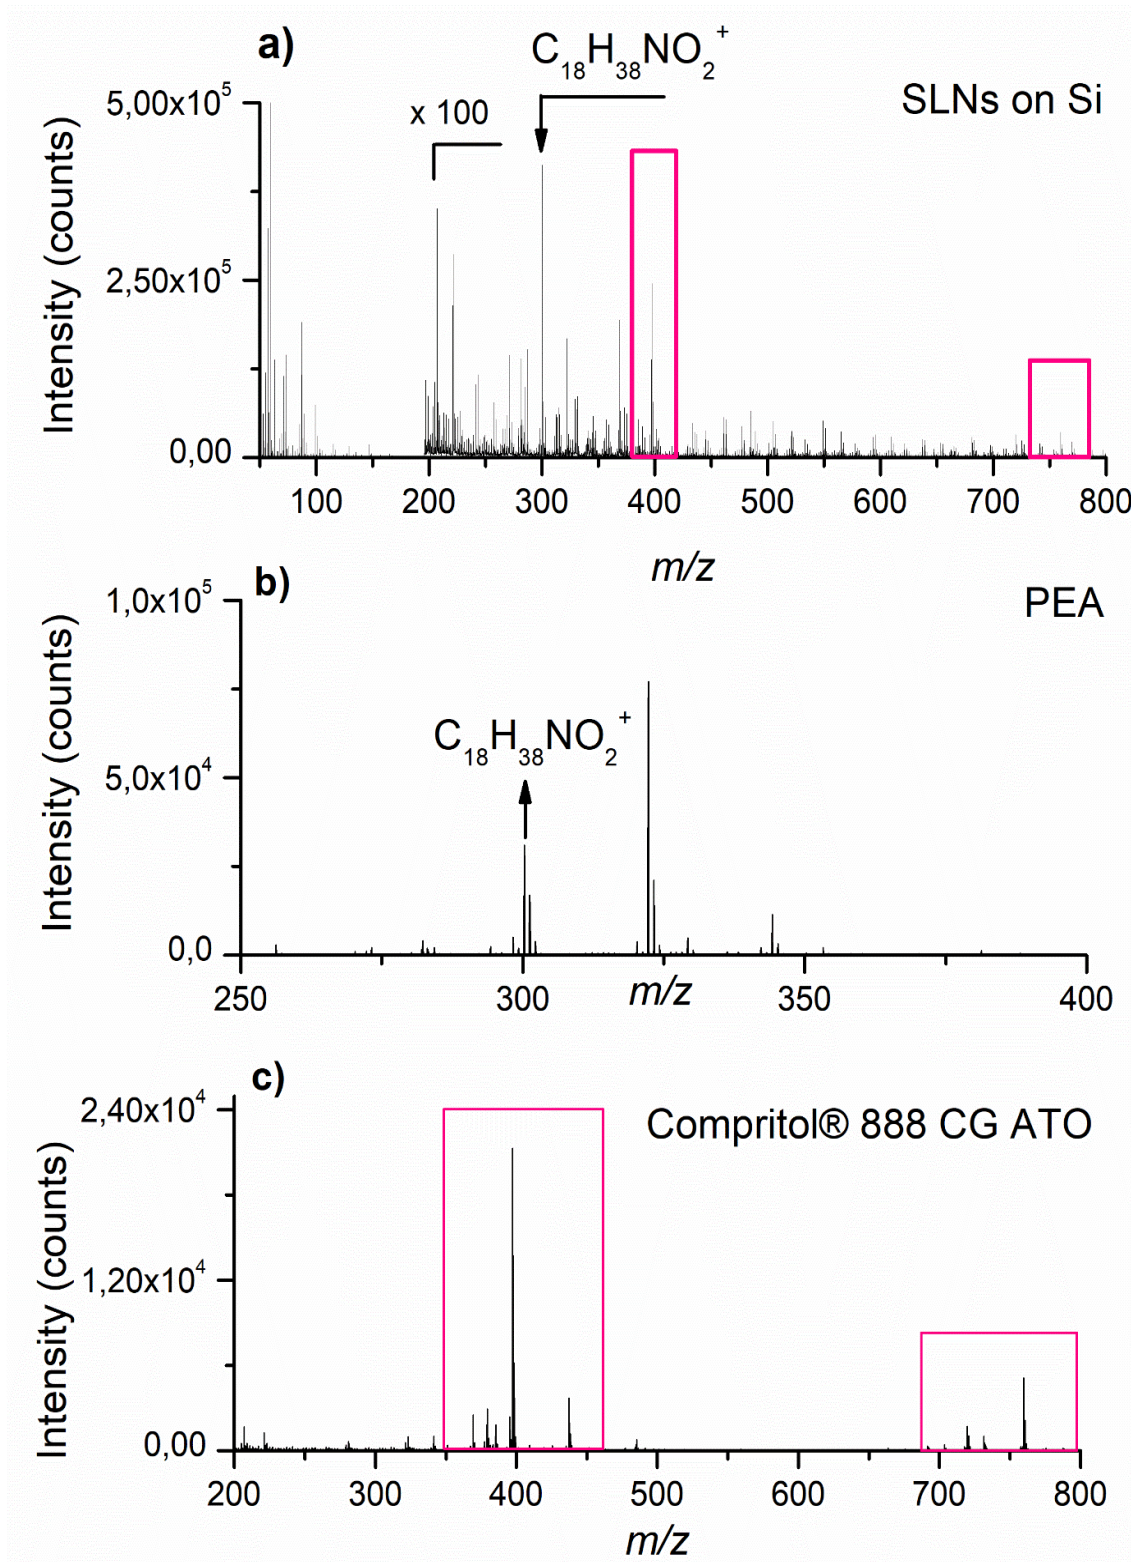 a)
C₁₈H₃₈NO₂⁺
SLNs on Si
x 100
5,00x10⁵
2,50x10⁵
0,00
Intensity (counts)
100 200 300 400 500 600 700 800
m/z
b)
PEA
1,0x10⁵
C₁₈H₃₈NO₂⁺
5,0x10⁴
0,0
Intensity (counts)
250 300 350 400
m/z
c)
Compritol® 888 CG ATO
2,40x10⁴
1,20x10⁴
0,00
Intensity (counts)
200 300 400 500 600 700 800
m/z